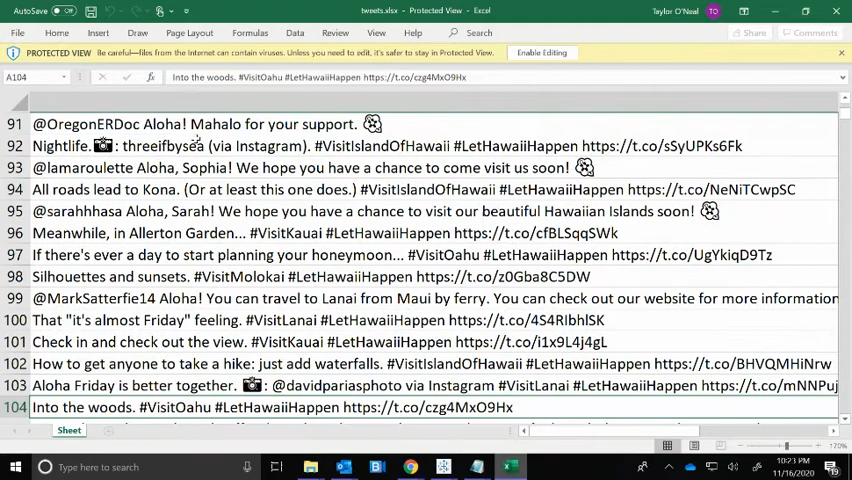 AutoSave Off tweets.xlsx - Protected View - Excel Taylor O'Neal TO
File Home Insert Draw Page Layout Formulas Data Review View Help Search Share Comments
PROTECTED VIEW Be careful—files from the Internet can contain viruses. Unless you need to edit, it's safer to stay in Protected View. Enable Editing
A104 fx Into the woods. #VisitOahu #LetHawaiiHappen https://t.co/czg4MxO9Hx
91 @OregonERDoc Aloha! Mahalo for your support.
92 Nightlife. : threeifbysea (via Instagram). #VisitIslandOfHawaii #LetHawaiiHappen https://t.co/sSyUPKs6Fk
93 @lamaroulette Aloha, Sophia! We hope you have a chance to come visit us soon!
94 All roads lead to Kona. (Or at least this one does.) #VisitIslandOfHawaii #LetHawaiiHappen https://t.co/NeNiTCwpSC
95 @sarahhhasa Aloha, Sarah! We hope you have a chance to visit our beautiful Hawaiian Islands soon!
96 Meanwhile, in Allerton Garden... #VisitKauai #LetHawaiiHappen https://t.co/cfBLSqqSWk
97 If there's ever a day to start planning your honeymoon... #VisitOahu #LetHawaiiHappen https://t.co/UgYkiqD9Tz
98 Silhouettes and sunsets. #VisitMolokai #LetHawaiiHappen https://t.co/z0Gba8C5DW
99 @MarkSatterfie14 Aloha! You can travel to Lanai from Maui by ferry. You can check out our website for more information
100 That "it's almost Friday" feeling. #VisitLanai #LetHawaiiHappen https://t.co/4S4RIbhlSK
101 Check in and check out the view. #VisitKauai #LetHawaiiHappen https://t.co/i1x9L4j4gL
102 How to get anyone to take a hike: just add waterfalls. #VisitIslandOfHawaii #LetHawaiiHappen https://t.co/BHVQMHiNrw
103 Aloha Friday is better together. : @davidpariasphoto via Instagram #VisitLanai #LetHawaiiHappen https://t.co/mNNPuj
104 Into the woods. #VisitOahu #LetHawaiiHappen https://t.co/czg4MxO9Hx
Sheet
170%
Type here to search
10:23 PM
11/16/2020
19